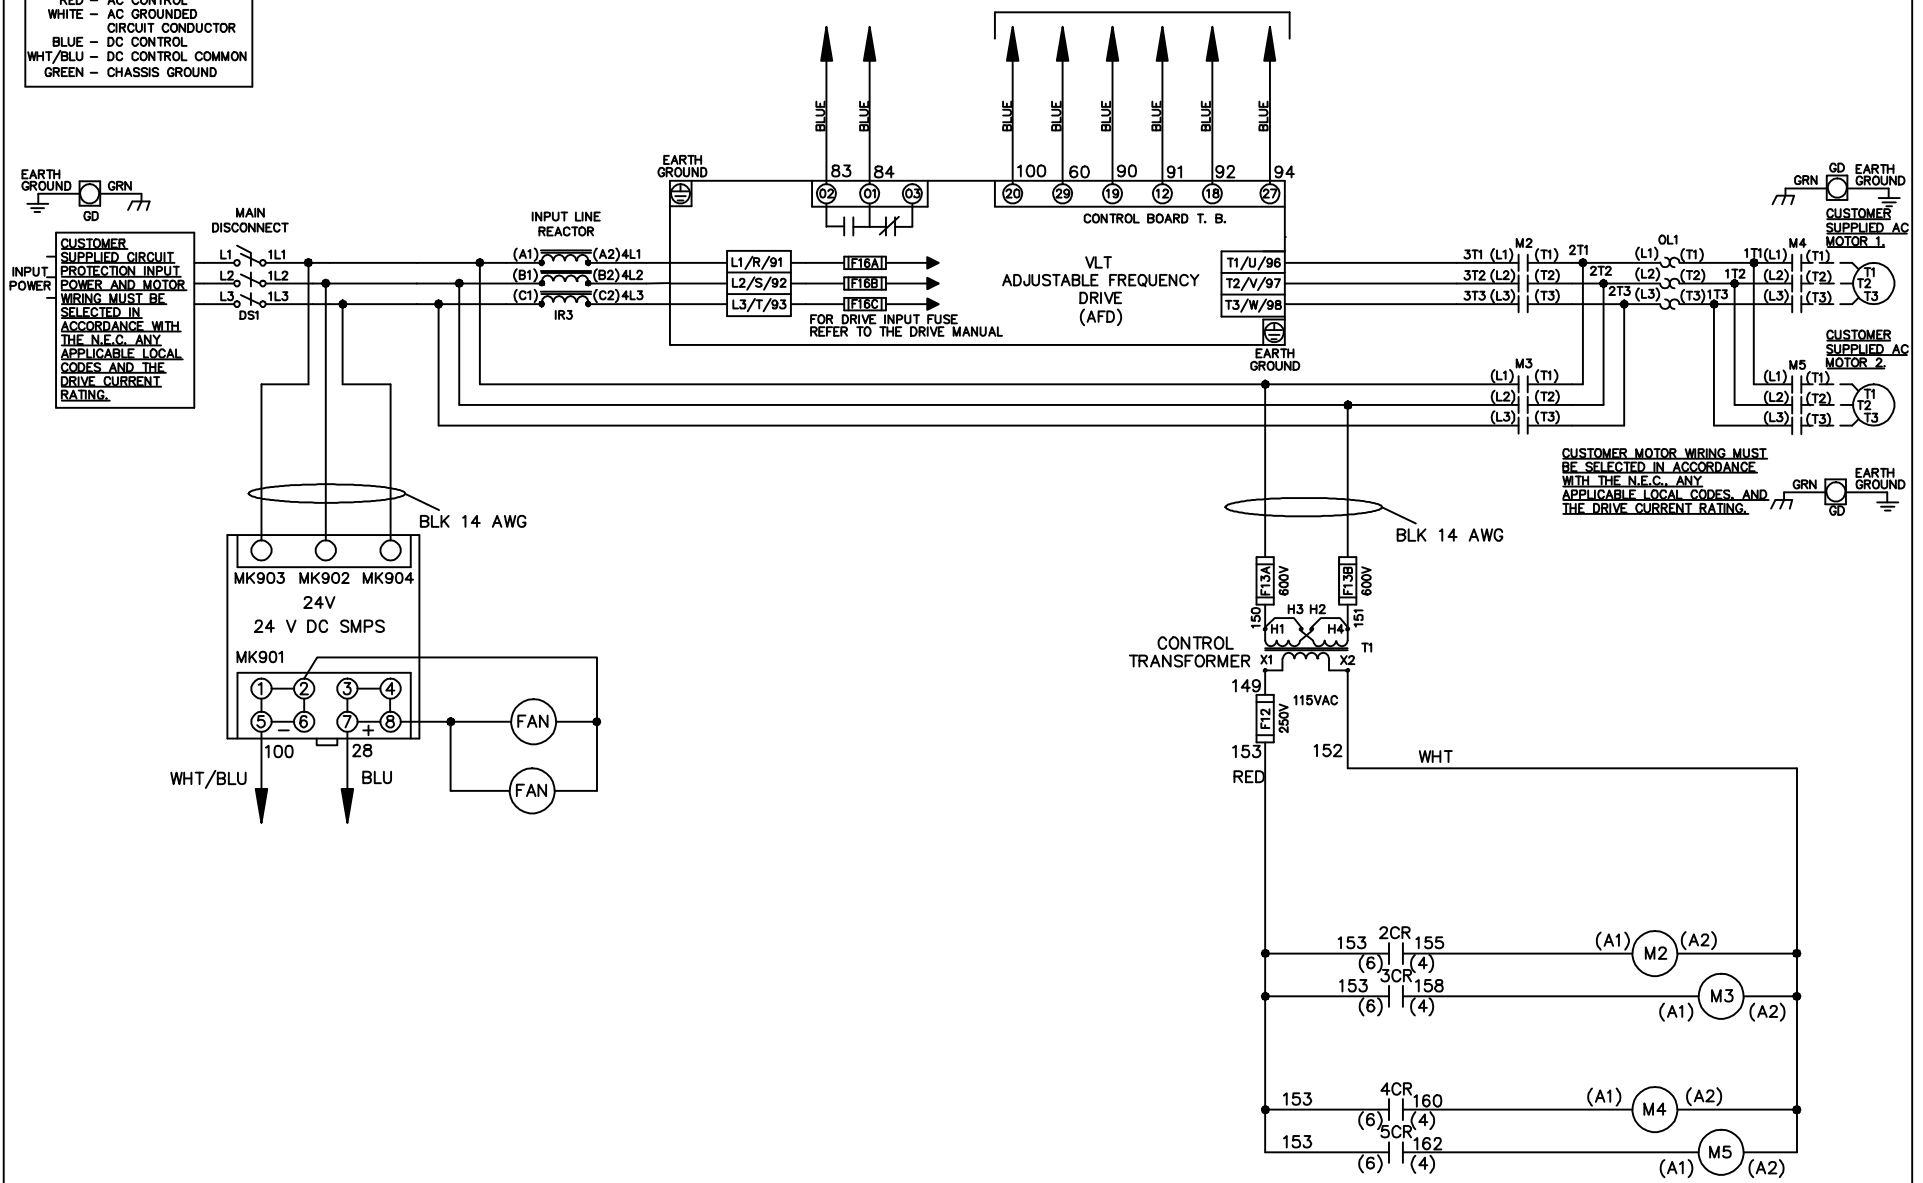 RED – AC CONTROL
WHITE – AC GROUNDED
CIRCUIT CONDUCTOR
BLUE – DC CONTROL
WHT/BLU – DC CONTROL COMMON
GREEN – CHASSIS GROUND
BLUE
BLUE
BLUE
BLUE
BLUE
BLUE
BLUE
BLUE
EARTH
GROUND
GRN
GD
MAIN
DISCONNECT
INPUT LINE
REACTOR
EARTH
GROUND
83 84
02 01 03
100 60 90 91 92 94
20 29 19 12 18 27
CONTROL BOARD T. B.
INPUT
POWER
CUSTOMER
SUPPLIED CIRCUIT
PROTECTION INPUT
POWER AND MOTOR
WIRING MUST BE
SELECTED IN
ACCORDANCE WITH
THE N.E.C. ANY
APPLICABLE LOCAL
CODES AND THE
DRIVE CURRENT
RATING.
L1 1L1
L2 1L2
L3 1L3
DS1
(A1) (A2) 4L1
(B1) (B2) 4L2
(C1) (C2) 4L3
IR3
L1/R/91 F16A
L2/S/92 F16B
L3/T/93 F16C
FOR DRIVE INPUT FUSE
REFER TO THE DRIVE MANUAL
VLT
ADJUSTABLE FREQUENCY
DRIVE
(AFD)
T1/U/96
T2/V/97
T3/W/98
EARTH
GROUND
M2
3T1 (L1) (T1) 2T1
3T2 (L2) (T2) 2T2
3T3 (L3) (T3) 2T3
OL1
(L1) (T1) 1T1
(L2) (T2) 1T2
(L3) (T3) 1T3
M4
(L1) (T1)
(L2) (T2)
(L3) (T3)
T1
T2
T3
GRN
GD
EARTH
GROUND
CUSTOMER
SUPPLIED AC
MOTOR 1.
M3
(L1) (T1)
(L2) (T2)
(L3) (T3)
CUSTOMER
SUPPLIED AC
MOTOR 2.
M5
(L1) (T1)
(L2) (T2)
(L3) (T3)
T1
T2
T3
CUSTOMER MOTOR WIRING MUST
BE SELECTED IN ACCORDANCE
WITH THE N.E.C., ANY
APPLICABLE LOCAL CODES, AND
THE DRIVE CURRENT RATING.
GRN
GD
EARTH
GROUND
BLK 14 AWG
MK903 MK902 MK904
24V
24 V DC SMPS
MK901
1 2 3 4
5 6 7 8
– +
100 28
WHT/BLU BLU
FAN
FAN
BLK 14 AWG
F13A 600V
F13B 600V
150 151
H3 H2
H1 H4
T1
CONTROL
TRANSFORMER
X1 X2
149
115VAC
F12 250V
153
RED
152
WHT
2CR
153 155
(6) (4)
(A1) M2 (A2)
3CR
153 158
(6) (4)
(A1) M3 (A2)
4CR
153 160
(6) (4)
(A1) M4 (A2)
5CR
153 162
(6) (4)
(A1) M5 (A2)